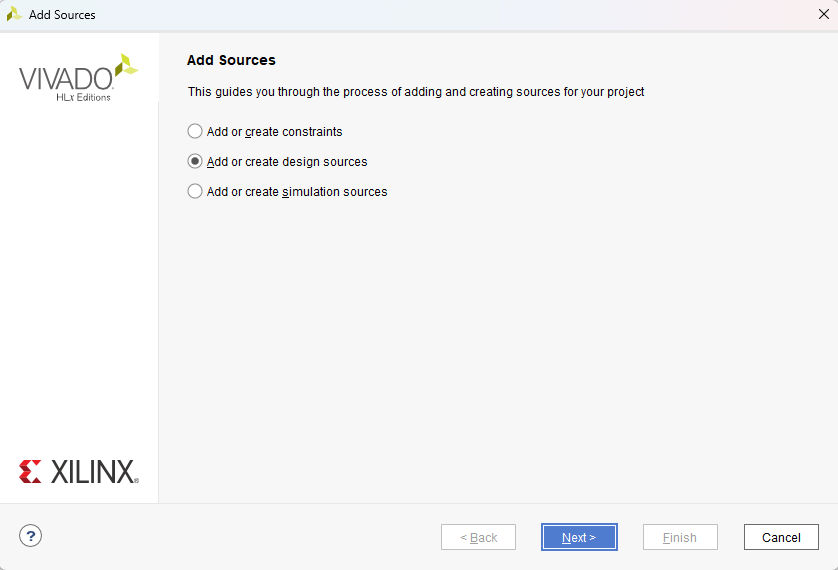 Add Sources
VIVADO.
HLx Editions
Add Sources
This guides you through the process of adding and creating sources for your project
Add or create constraints
Add or create design sources
Add or create simulation sources
XILINX®
?
< Back
Next >
Finish
Cancel